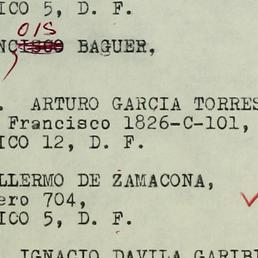 ICO 5, D. F.
OIS
NCISCO BAGUER,
. ARTURO GARCIA TORRES
Francisco 1826-C-101,
ICO 12, D. F.
LLERMO DE ZAMACONA,
ero 704,
ICO 5, D. F.
IGNACIO DAVILA GARIB